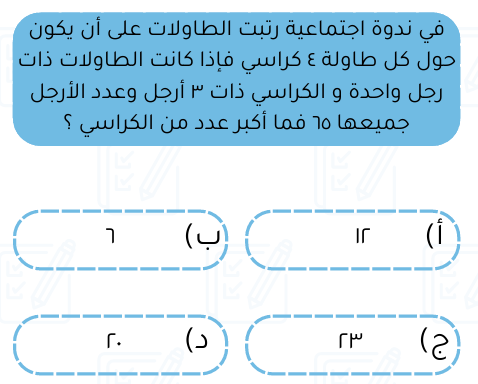 في ندوة اجتماعية رتبت الطاولات على أن يكون
حول كل طاولة ٤ كراسي فإذا كانت الطاولات ذات
رجل واحدة و الكراسي ذات ٣ أرجل وعدد الأرجل
جميعها ٦٥ فما أكبر عدد من الكراسي ؟
أ) ١٢
ب) ٦
ج) ٢٣
د) ٢٠